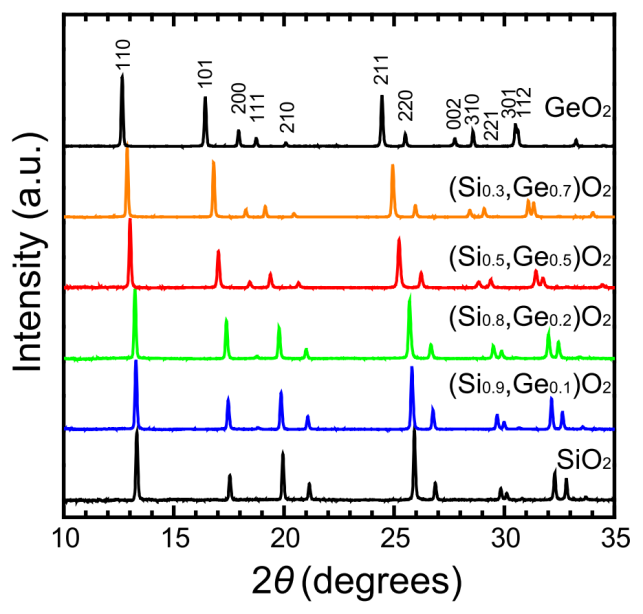 110
101
200
111
210
211
220
002
310
221
301
112
GeO2
(Si0.3,Ge0.7)O2
(Si0.5,Ge0.5)O2
(Si0.8,Ge0.2)O2
(Si0.9,Ge0.1)O2
SiO2
Intensity (a.u.)
10 15 20 25 30 35
2θ (degrees)